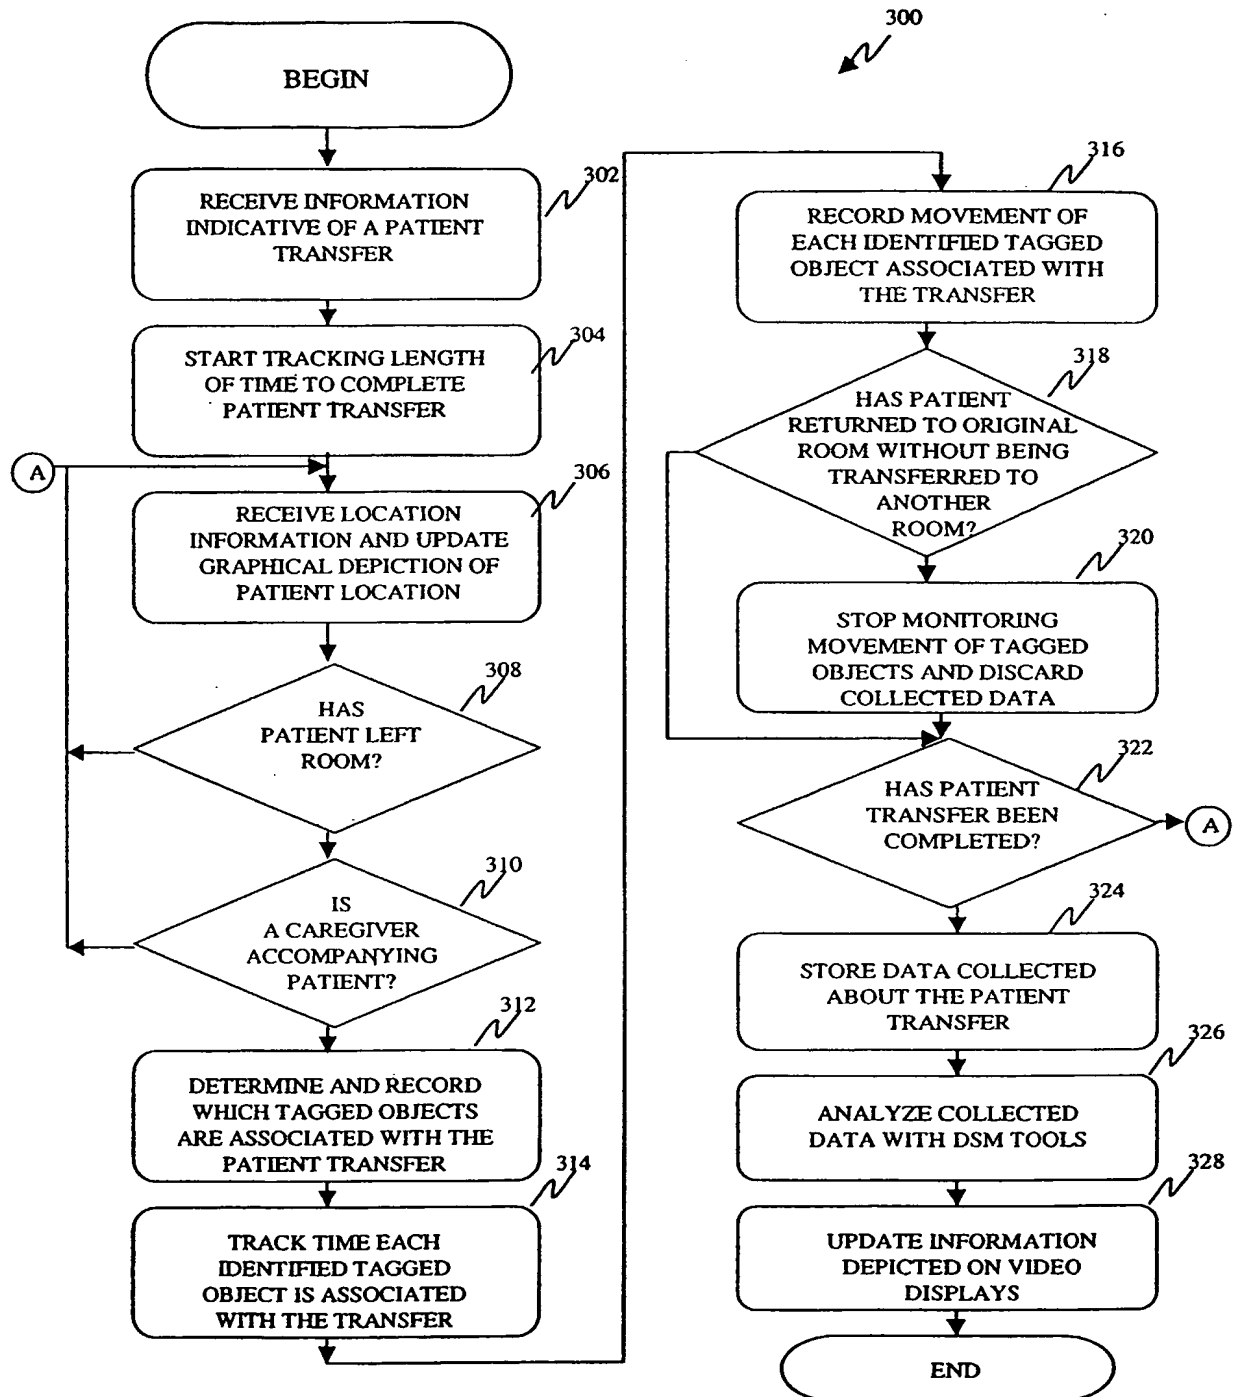 300
BEGIN
302
RECEIVE INFORMATION
INDICATIVE OF A PATIENT
TRANSFER
304
START TRACKING LENGTH
OF TIME TO COMPLETE
PATIENT TRANSFER
A
306
RECEIVE LOCATION
INFORMATION AND UPDATE
GRAPHICAL DEPICTION OF
PATIENT LOCATION
308
HAS
PATIENT LEFT
ROOM?
310
IS
A CAREGIVER
ACCOMPANYING
PATIENT?
312
DETERMINE AND RECORD
WHICH TAGGED OBJECTS
ARE ASSOCIATED WITH THE
PATIENT TRANSFER
314
TRACK TIME EACH
IDENTIFIED TAGGED
OBJECT IS ASSOCIATED
WITH THE TRANSFER
316
RECORD MOVEMENT OF
EACH IDENTIFIED TAGGED
OBJECT ASSOCIATED WITH
THE TRANSFER
318
HAS PATIENT
RETURNED TO ORIGINAL
ROOM WITHOUT BEING
TRANSFERRED TO
ANOTHER
ROOM?
320
STOP MONITORING
MOVEMENT OF TAGGED
OBJECTS AND DISCARD
COLLECTED DATA
322
HAS PATIENT
TRANSFER BEEN
COMPLETED?
A
324
STORE DATA COLLECTED
ABOUT THE PATIENT
TRANSFER
326
ANALYZE COLLECTED
DATA WITH DSM TOOLS
328
UPDATE INFORMATION
DEPICTED ON VIDEO
DISPLAYS
END